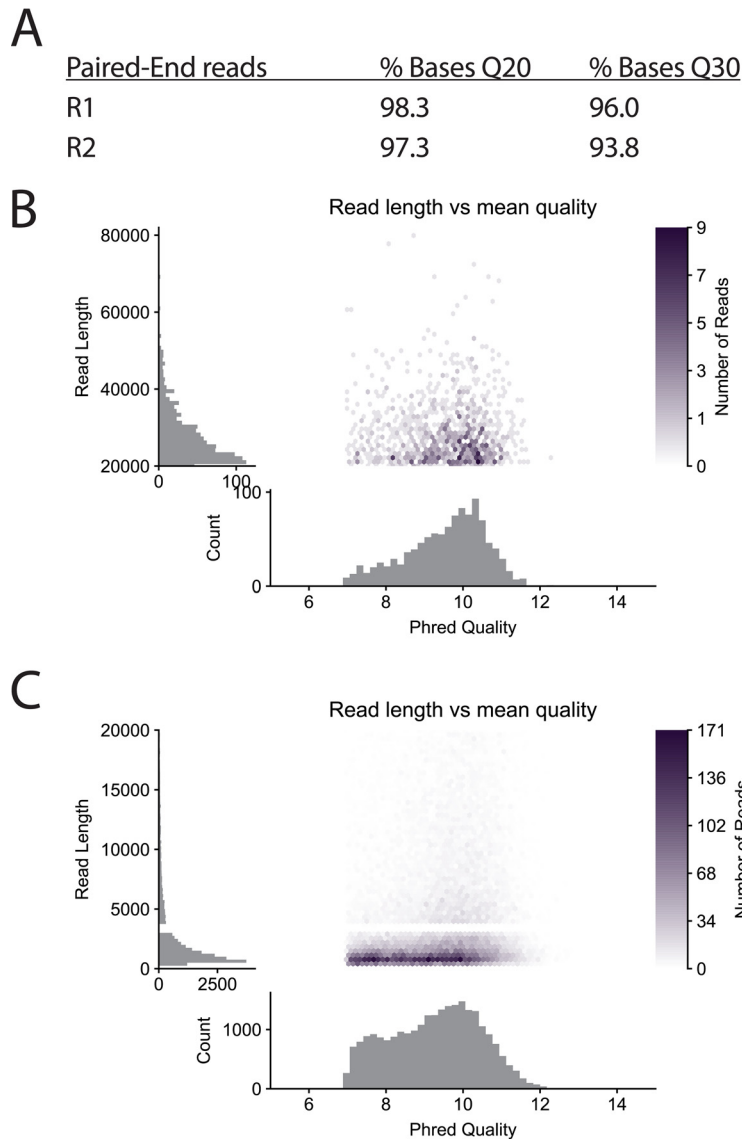 A
Paired-End reads % Bases Q20 % Bases Q30
R1 98.3 96.0
R2 97.3 93.8
B
Read length vs mean quality
80000
60000
40000
20000
Read Length
0 100
9
7
5
3
1
0
Number of Reads
100
0
Count
6 8 10 12 14
Phred Quality
C
Read length vs mean quality
20000
15000
10000
5000
0
Read Length
0 2500
171
136
102
68
34
0
Number of Reads
1000
0
Count
6 8 10 12 14
Phred Quality